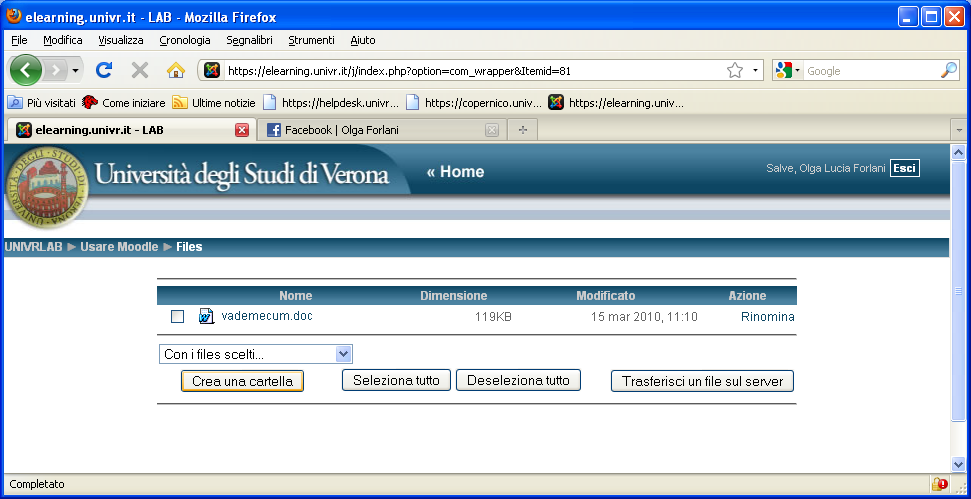 elearning.univr.it - LAB - Mozilla Firefox
File Modifica Visualizza Cronologia Segnalibri Strumenti Aiuto
https://elearning.univr.it/j/index.php?option=com_wrapper&Itemid=81 Google
Più visitati Come iniziare Ultime notizie https://helpdesk.univr... https://copernico.univ... https://elearning.univ...
elearning.univr.it - LAB Facebook | Olga Forlani
Università degli Studi di Verona « Home Salve, Olga Lucia Forlani Esci
UNIVRLAB ► Usare Moodle ► Files
Nome Dimensione Modificato Azione
vademecum.doc 119KB 15 mar 2010, 11:10 Rinomina
Con i files scelti...
Crea una cartella Seleziona tutto Deseleziona tutto Trasferisci un file sul server
Completato